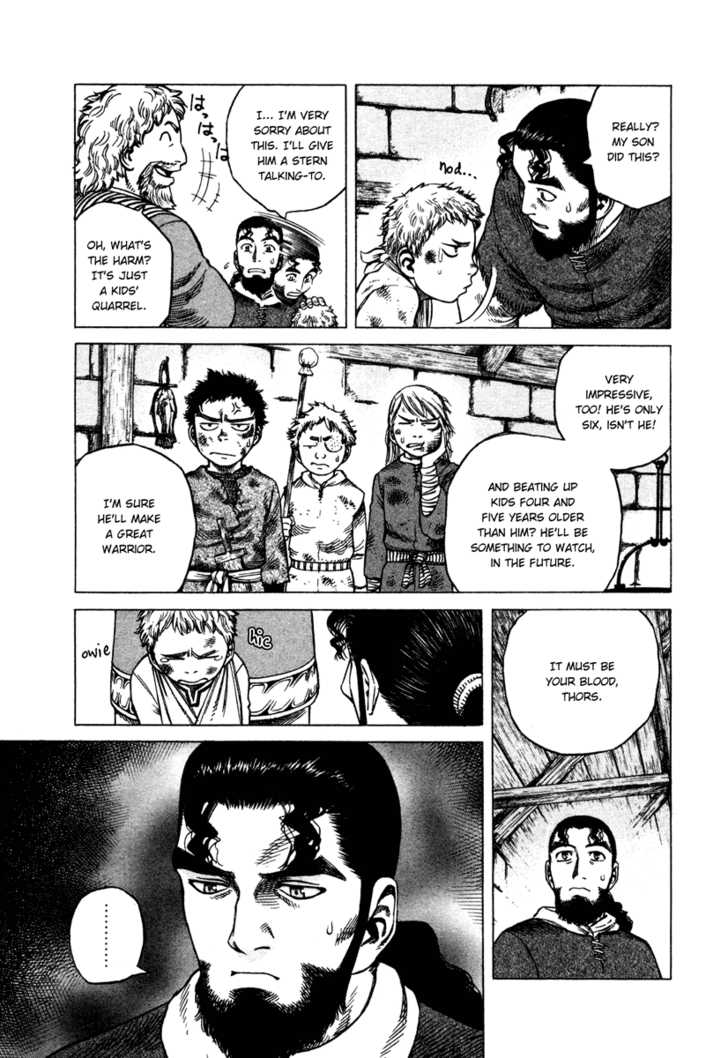 REALLY?
MY SON
DID THIS?
nod...
I... I'M VERY
SORRY ABOUT
THIS. I'LL GIVE
HIM A STERN
TALKING-TO.
はっ
はっ
はっ
OH, WHAT'S
THE HARM?
IT'S JUST
A KIDS'
QUARREL.
VERY
IMPRESSIVE,
TOO! HE'S ONLY
SIX, ISN'T HE!
AND BEATING UP
KIDS FOUR AND
FIVE YEARS OLDER
THAN HIM? HE'LL BE
SOMETHING TO WATCH,
IN THE FUTURE.
I'M SURE
HE'LL MAKE
A GREAT
WARRIOR.
IT MUST BE
YOUR BLOOD,
THORS.
hic
owie
.........